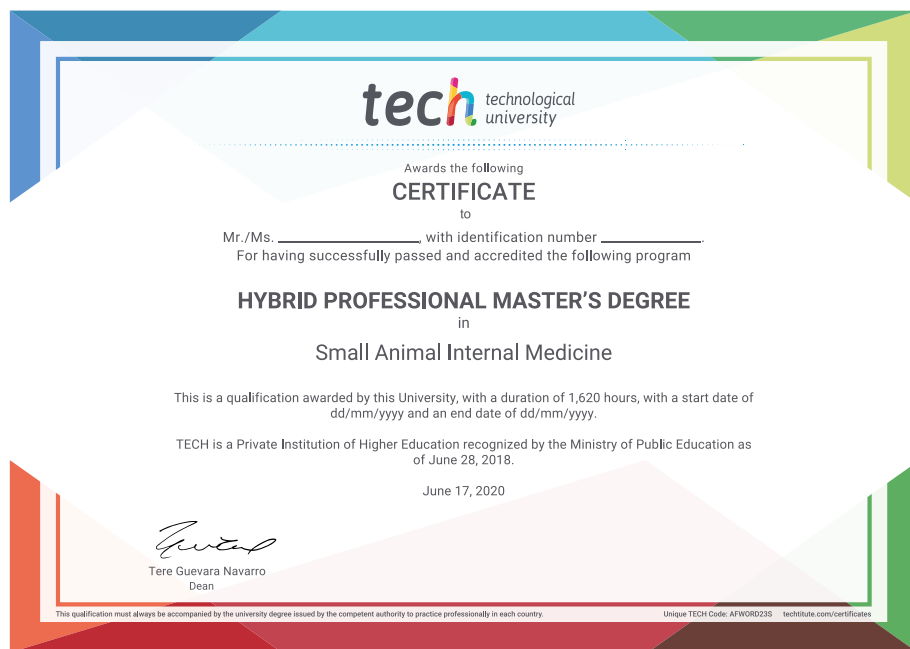 tech technological
university
Awards the following
CERTIFICATE
to
Mr./Ms. ____________, with identification number ____________.
For having successfully passed and accredited the following program
HYBRID PROFESSIONAL MASTER'S DEGREE
in
Small Animal Internal Medicine
This is a qualification awarded by this University, with a duration of 1,620 hours, with a start date of
dd/mm/yyyy and an end date of dd/mm/yyyy.
TECH is a Private Institution of Higher Education recognized by the Ministry of Public Education as
of June 28, 2018.
June 17, 2020
Tere Guevara Navarro
Dean
This qualification must always be accompanied by the university degree issued by the competent authority to practice professionally in each country.
Unique TECH Code: AFWORD23S techtitute.com/certificates